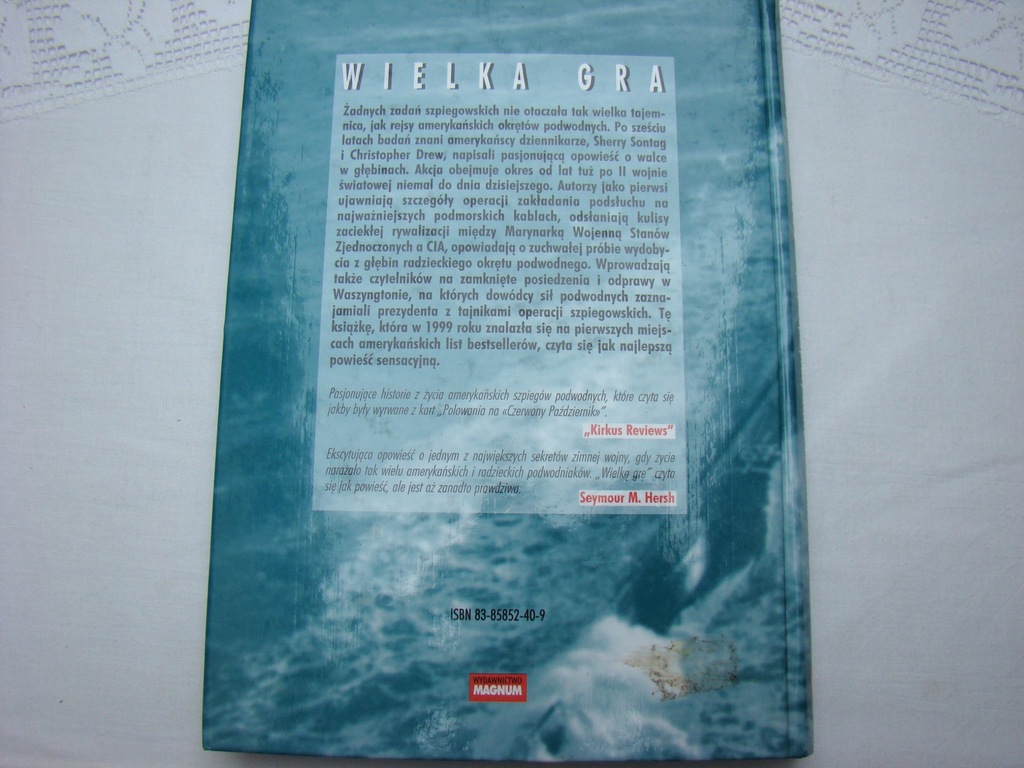 WIELKA GRA
Żadnych zadań szpiegowskich nie otaczała tak wielka tajem-
nica, jak rejsy amerykańskich okrętów podwodnych. Po sześciu
latach badań znani amerykańscy dziennikarze, Sherry Sontag
i Christopher Drew, napisali pasjonującą opowieść o walce
w głębinach. Akcja obejmuje okres od lat tuż po II wojnie
światowej niemal do dnia dzisiejszego. Autorzy jako pierwsi
ujawniają szczegóły operacji zakładania podsłuchu na
najważniejszych podmorskich kablach, odsłaniają kulisy
zaciekłej rywalizacji między Marynarką Wojenną Stanów
Zjednoczonych a CIA, opowiadają o zuchwałej próbie wydoby-
cia z głębin radzieckiego okrętu podwodnego. Wprowadzają
także czytelników na zamknięte posiedzenia i odprawy w
Waszyngtonie, na których dowódcy sił podwodnych zazna-
jamiali prezydenta z tajnikami operacji szpiegowskich. Tę
książkę, która w 1999 roku znalazła się na pierwszych miejs-
cach amerykańskich list bestsellerów, czyta się jak najlepszą
powieść sensacyjną.
Pasjonujące historie z życia amerykańskich szpiegów podwodnych, które czyta się
jakby były wyrwane z kart „Polowania na «Czerwony Październik»”.
„Kirkus Reviews”
Ekscytująca opowieść o jednym z największych sekretów zimnej wojny, gdy życie
narażało tak wielu amerykańskich i radzieckich podwodniaków. „Wielką grę” czyta
się jak powieść, ale jest aż zanadto prawdziwa.
Seymour M. Hersh
ISBN 83-85852-40-9
WYDAWNICTWO
MAGNUM